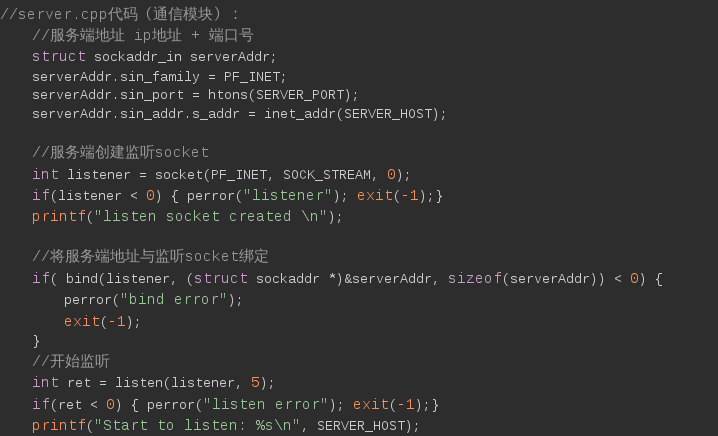 //server.cpp代码（通信模块）:
//服务端地址 ip地址 + 端口号
struct sockaddr_in serverAddr;
serverAddr.sin_family = PF_INET;
serverAddr.sin_port = htons(SERVER_PORT);
serverAddr.sin_addr.s_addr = inet_addr(SERVER_HOST);
//服务端创建监听socket
int listener = socket(PF_INET, SOCK_STREAM, 0);
if(listener < 0) { perror("listener"); exit(-1);}
printf("listen socket created \n");
//将服务端地址与监听socket绑定
if( bind(listener, (struct sockaddr *)&serverAddr, sizeof(serverAddr)) < 0) {
perror("bind error");
exit(-1);
}
//开始监听
int ret = listen(listener, 5);
if(ret < 0) { perror("listen error"); exit(-1);}
printf("Start to listen: %s\n", SERVER_HOST);